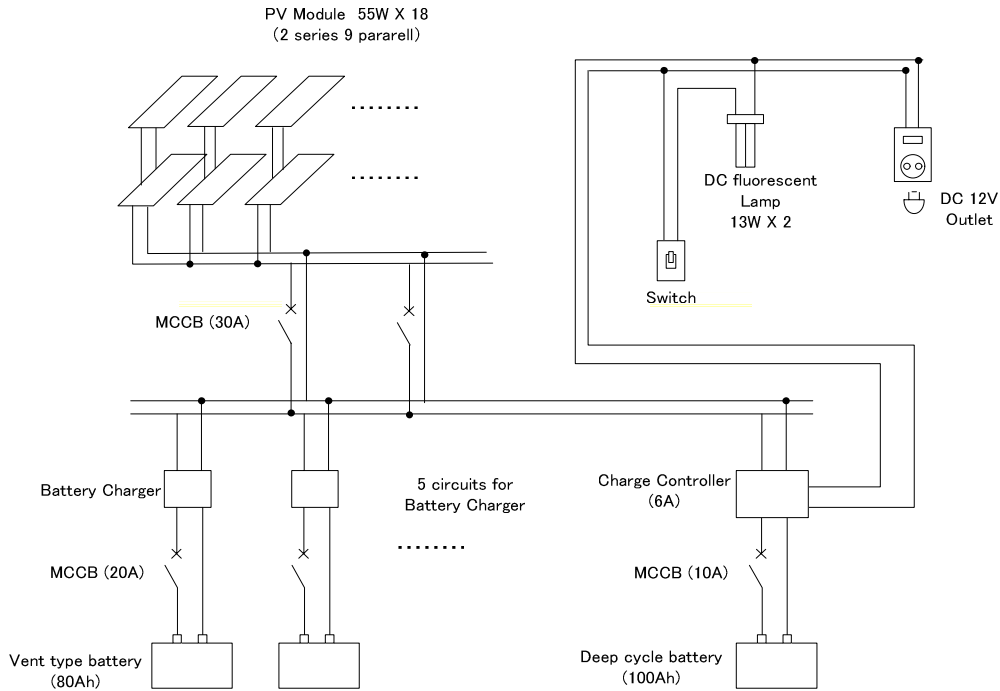 PV Module 55W X 18
(2 series 9 pararell)
DC fluorescent
Lamp
13W X 2
DC 12V
Outlet
Switch
MCCB (30A)
Battery Charger
5 circuits for
Battery Charger
Charge Controller
(6A)
MCCB (20A)
MCCB (10A)
Vent type battery
(80Ah)
Deep cycle battery
(100Ah)